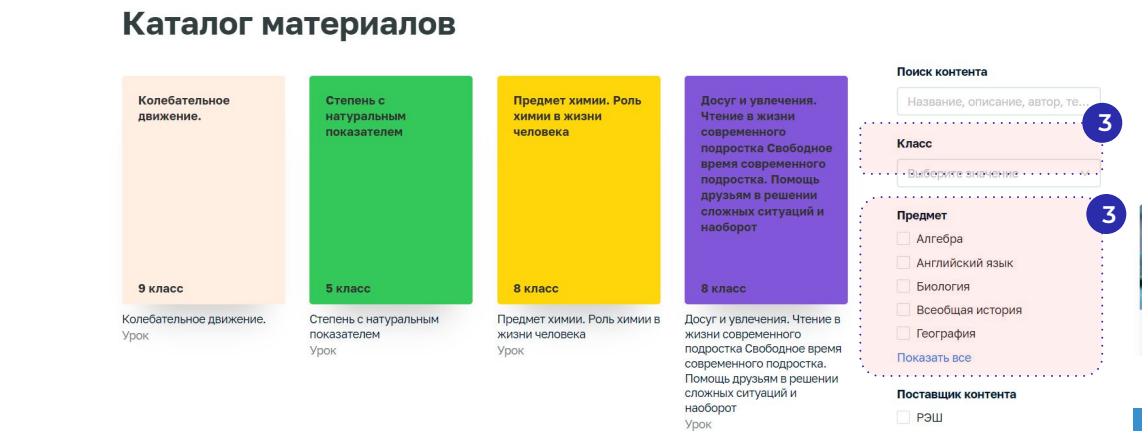 Каталог материалов
Колебательное
движение.
9 класс
Колебательное движение.
Урок
Степень с
натуральным
показателем
5 класс
Степень с натуральным
показателем
Урок
Предмет химии. Роль
химии в жизни
человека
8 класс
Предмет химии. Роль химии в
жизни человека
Урок
Досуг и увлечения.
Чтение в жизни
современного
подростка Свободное
время современного
подростка. Помощь
друзьям в решении
сложных ситуаций и
наоборот
8 класс
Досуг и увлечения. Чтение в
жизни современного
подростка Свободное время
современного подростка.
Помощь друзьям в решении
сложных ситуаций и
наоборот
Урок
Поиск контента
Название, описание, автор, те...
3
Класс
Выберите значение
3
Предмет
Алгебра
Английский язык
Биология
Всеобщая история
География
Показать все
Поставщик контента
РЭШ